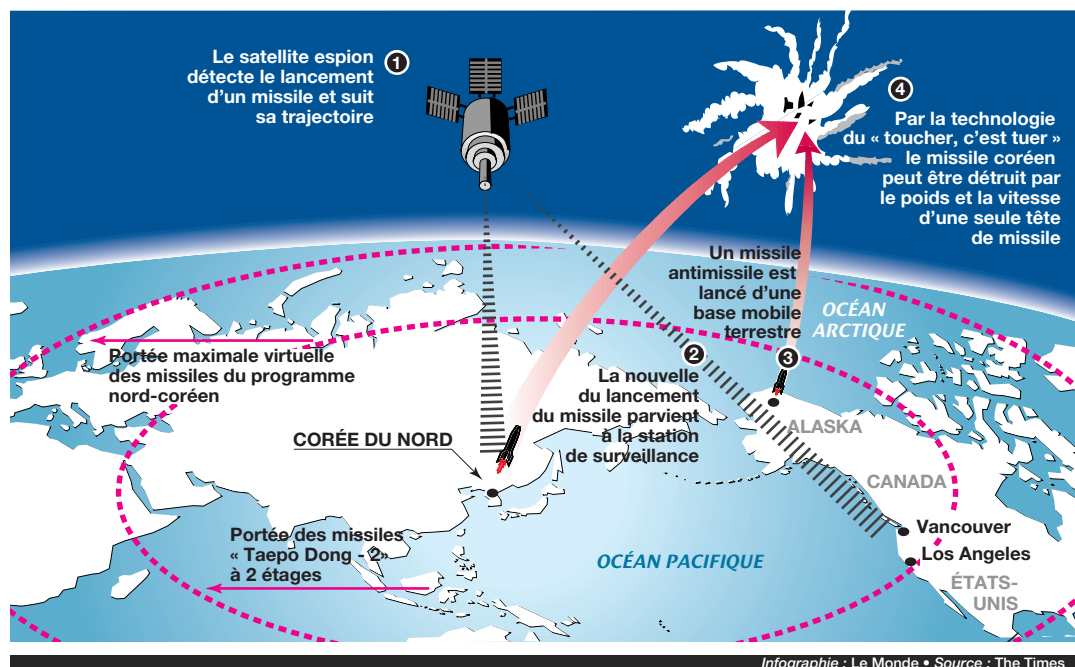 1
Le satellite espion
détecte le lancement
d'un missile et suit
sa trajectoire
4
Par la technologie
du « toucher, c'est tuer »
le missile coréen
peut être détruit par
le poids et la vitesse
d'une seule tête
de missile
Un missile
antimissile est
lancé d'une
base mobile
terrestre
3
OCÉAN
ARCTIQUE
Portée maximale virtuelle
des missiles du programme
nord-coréen
2
La nouvelle
du lancement
du missile parvient
à la station
de surveillance
ALASKA
CORÉE DU NORD
CANADA
Vancouver
Los Angeles
Portée des missiles
« Taepo Dong - 2»
à 2 étages
OCÉAN PACIFIQUE
ÉTATS-
UNIS
Infographie : Le Monde • Source : The Times